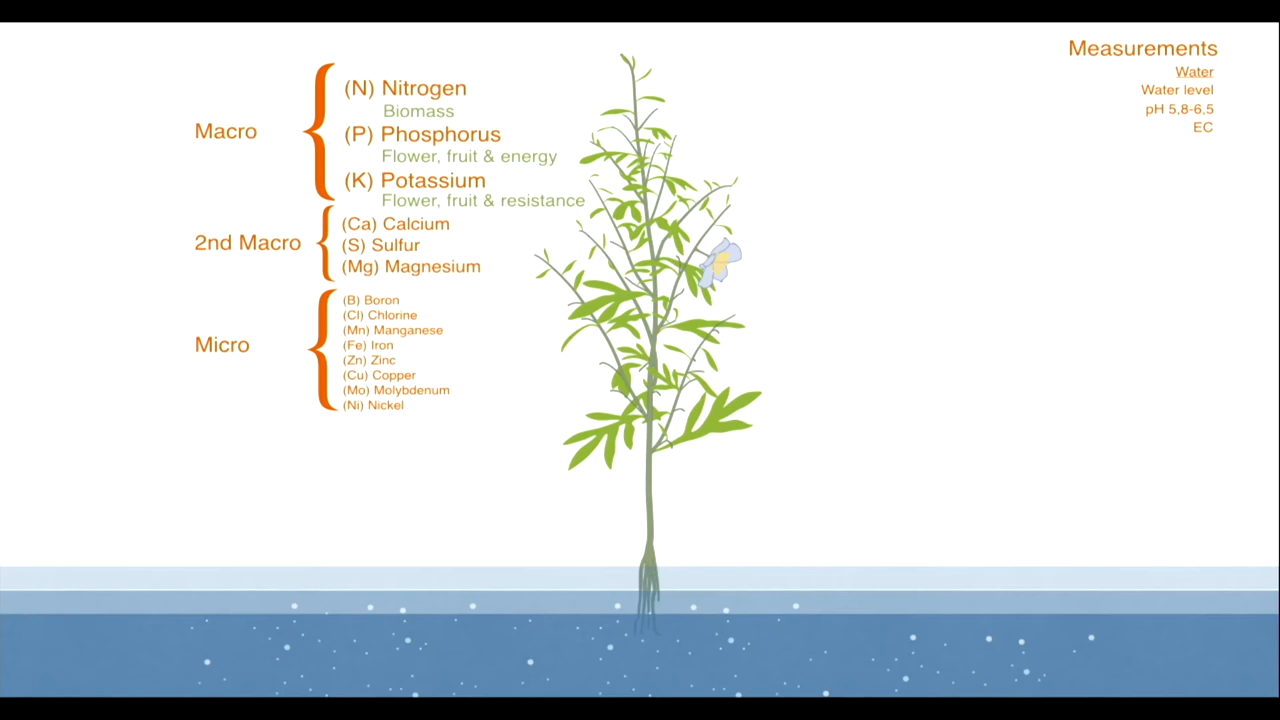 Macro
(N) Nitrogen
Biomass
(P) Phosphorus
Flower, fruit & energy
(K) Potassium
Flower, fruit & resistance
2nd Macro
(Ca) Calcium
(S) Sulfur
(Mg) Magnesium
Micro
(B) Boron
(Cl) Chlorine
(Mn) Manganese
(Fe) Iron
(Zn) Zinc
(Cu) Copper
(Mo) Molybdenum
(Ni) Nickel
Measurements
Water
Water level
pH 5,8-6,5
EC